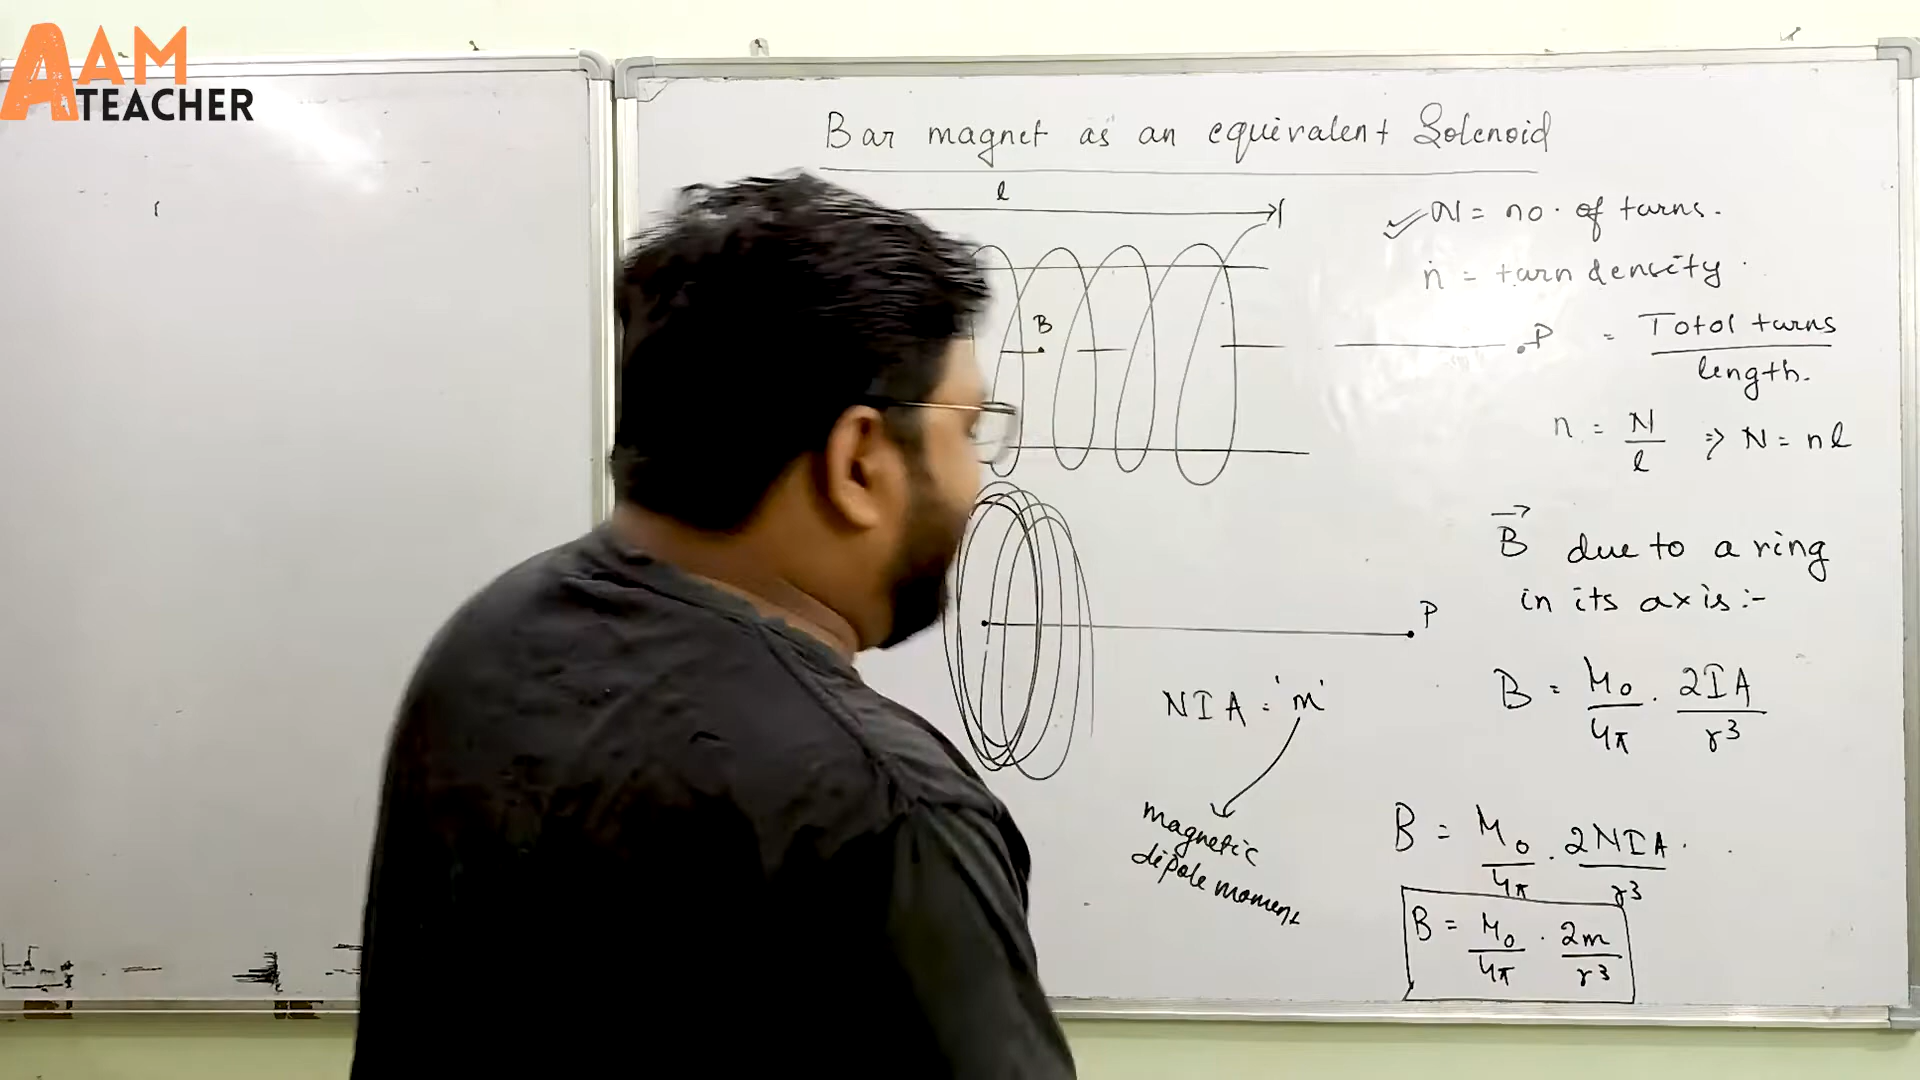 AAM
TEACHER
Bar magnet as an equivalent Solenoid
l
N = no. of turns.
n = turn density
B
P
= Total turns
length.
n = N/l ⇒ N = nl
B⃗ due to a ring
in its axis :-
P
NIA = 'm'
B = μ₀/4π · 2IA/r³
magnetic
dipole moment
B = μ₀/4π · 2NIA/r³
B = μ₀/4π · 2m/r³